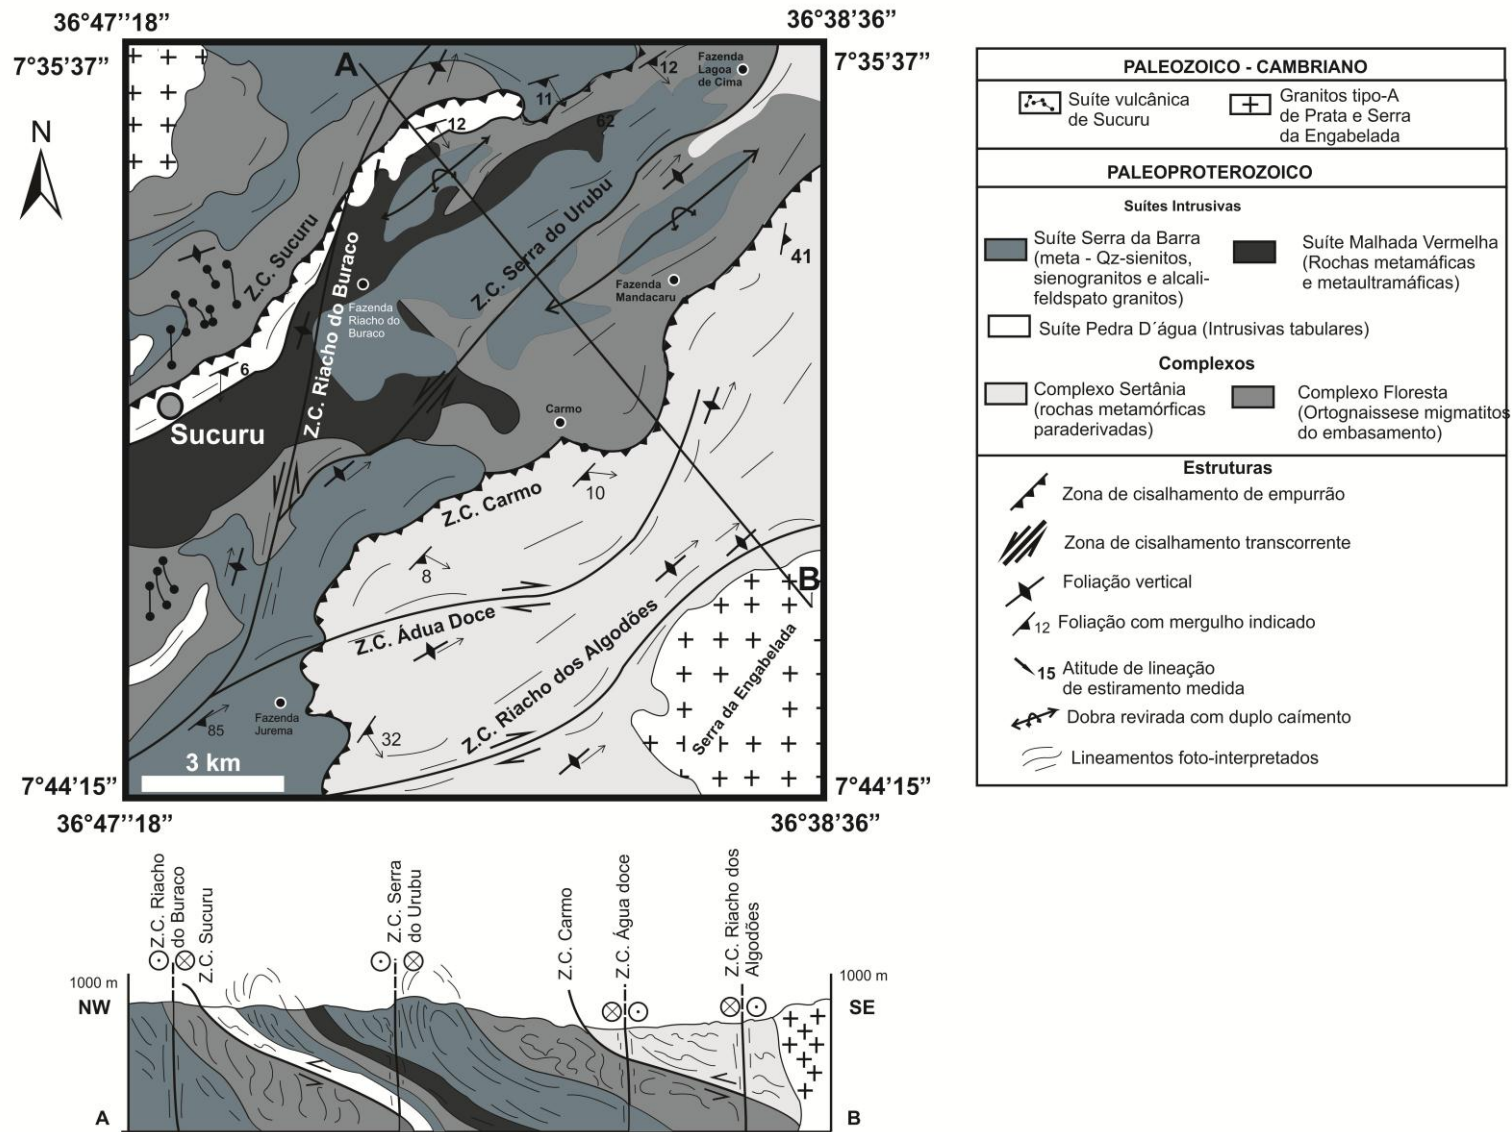 36°47’’18”
36°38’36”
7°35’37”
7°35’37”
N
A
12
11
12
62
Fazenda
Lagoa
de Cima
Z.C. Sucuru
Z.C. Riacho do Buraco
Z.C. Serra do Urubu
41
Fazenda
Riacho do
Buraco
Fazenda
Mandacaru
6
Sucuru
Carmo
Z.C. Carmo
10
8
B
Z.C. Ádua Doce
Z.C. Riacho dos Algodões
Serra da Engabelada
85
Fazenda
Jurema
32
3 km
7°44’15”
7°44’15”
36°47’’18”
36°38’36”
PALEOZOICO - CAMBRIANO
Suíte vulcânica
de Sucuru
Granitos tipo-A
de Prata e Serra
da Engabelada
PALEOPROTEROZOICO
Suítes Intrusivas
Suíte Serra da Barra
(meta - Qz-sienitos,
sienogranitos e alcali-
feldspato granitos)
Suíte Malhada Vermelha
(Rochas metamáficas
e metaultramáficas)
Suíte Pedra D´água (Intrusivas tabulares)
Complexos
Complexo Sertânia
(rochas metamórficas
paraderivadas)
Complexo Floresta
(Ortognaissese migmatitos
do embasamento)
Estruturas
Zona de cisalhamento de empurrão
Zona de cisalhamento transcorrente
Foliação vertical
12 Foliação com mergulho indicado
15 Atitude de lineação
de estiramento medida
Dobra revirada com duplo caímento
Lineamentos foto-interpretados
Z.C. Riacho
do Buraco
Z.C. Sucuru
Z.C. Serra
do Urubu
Z.C. Carmo
Z.C. Água doce
Z.C. Riacho dos
Algodões
1000 m
1000 m
NW
SE
A
B